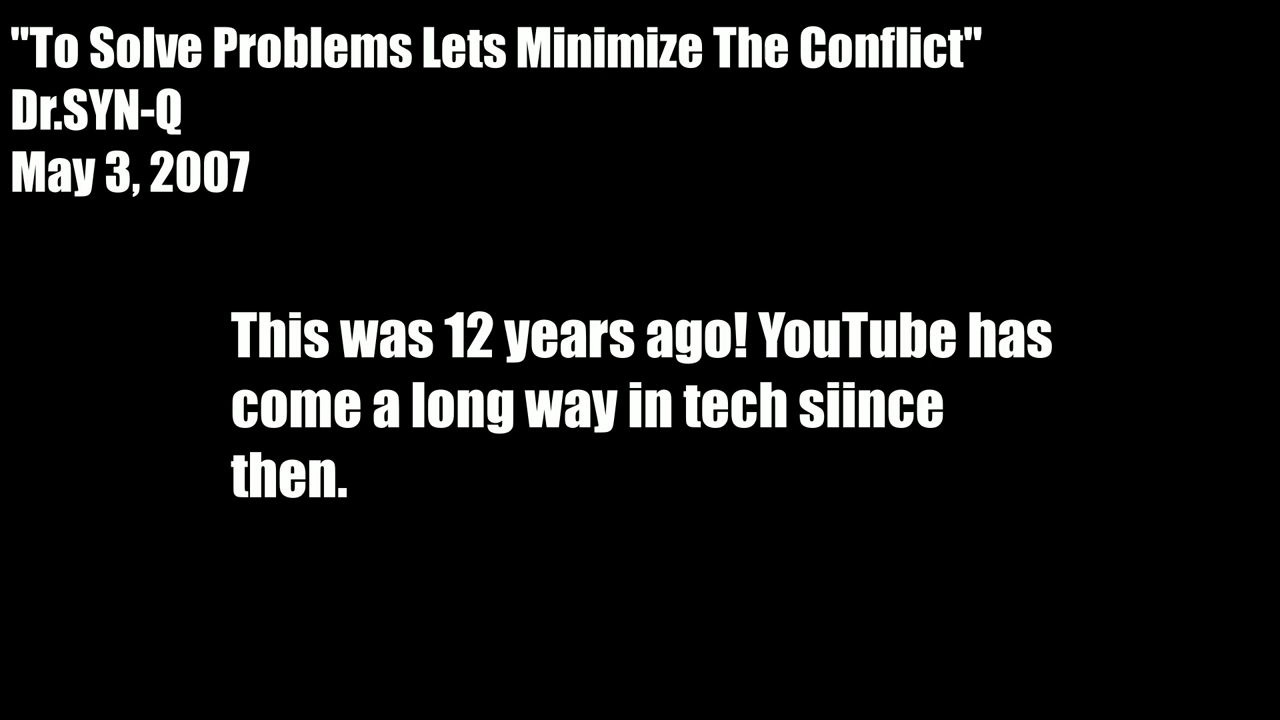 "To Solve Problems Lets Minimize The Conflict"
Dr.SYN-Q
May 3, 2007
This was 12 years ago! YouTube has
come a long way in tech siince
then.